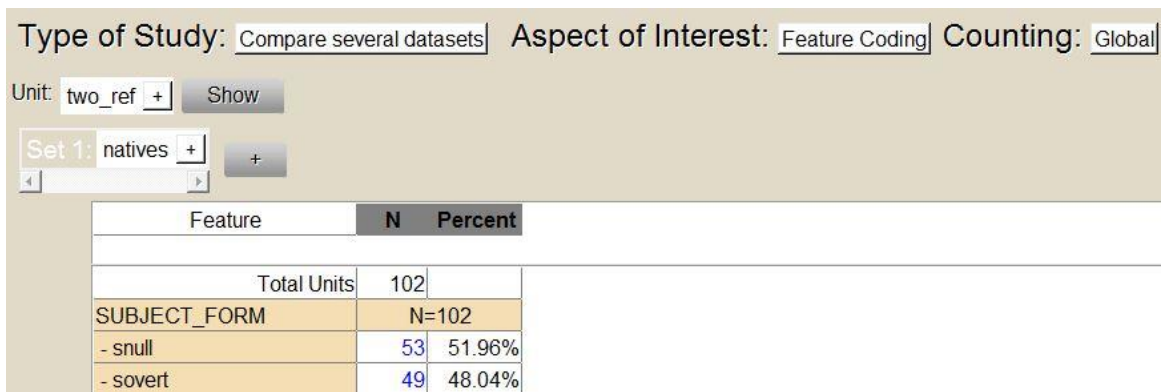 Type of Study: Compare several datasets Aspect of Interest: Feature Coding Counting: Global
Unit: two_ref + Show
Set 1: natives + +
Feature N Percent
Total Units 102
SUBJECT_FORM N=102
- snull 53 51.96%
- sovert 49 48.04%